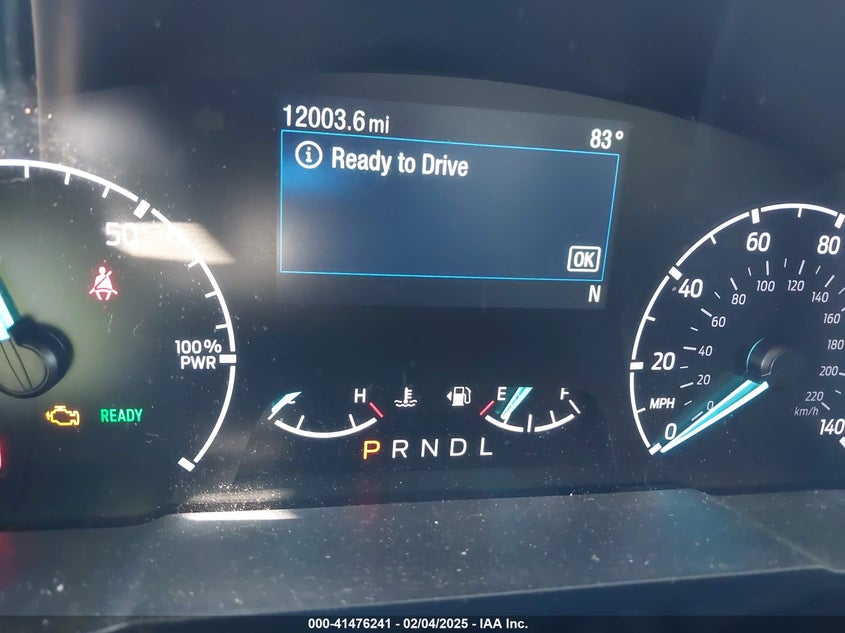 12003.6 mi
83°
Ready to Drive
OK
N
50
100%
PWR
READY
H
E
F
P R N D L
0
20
40
60
80
MPH
140
0
20
40
60
80
100
120
140
160
180
200
220
km/h
000-41476241 - 02/04/2025 - IAA Inc.